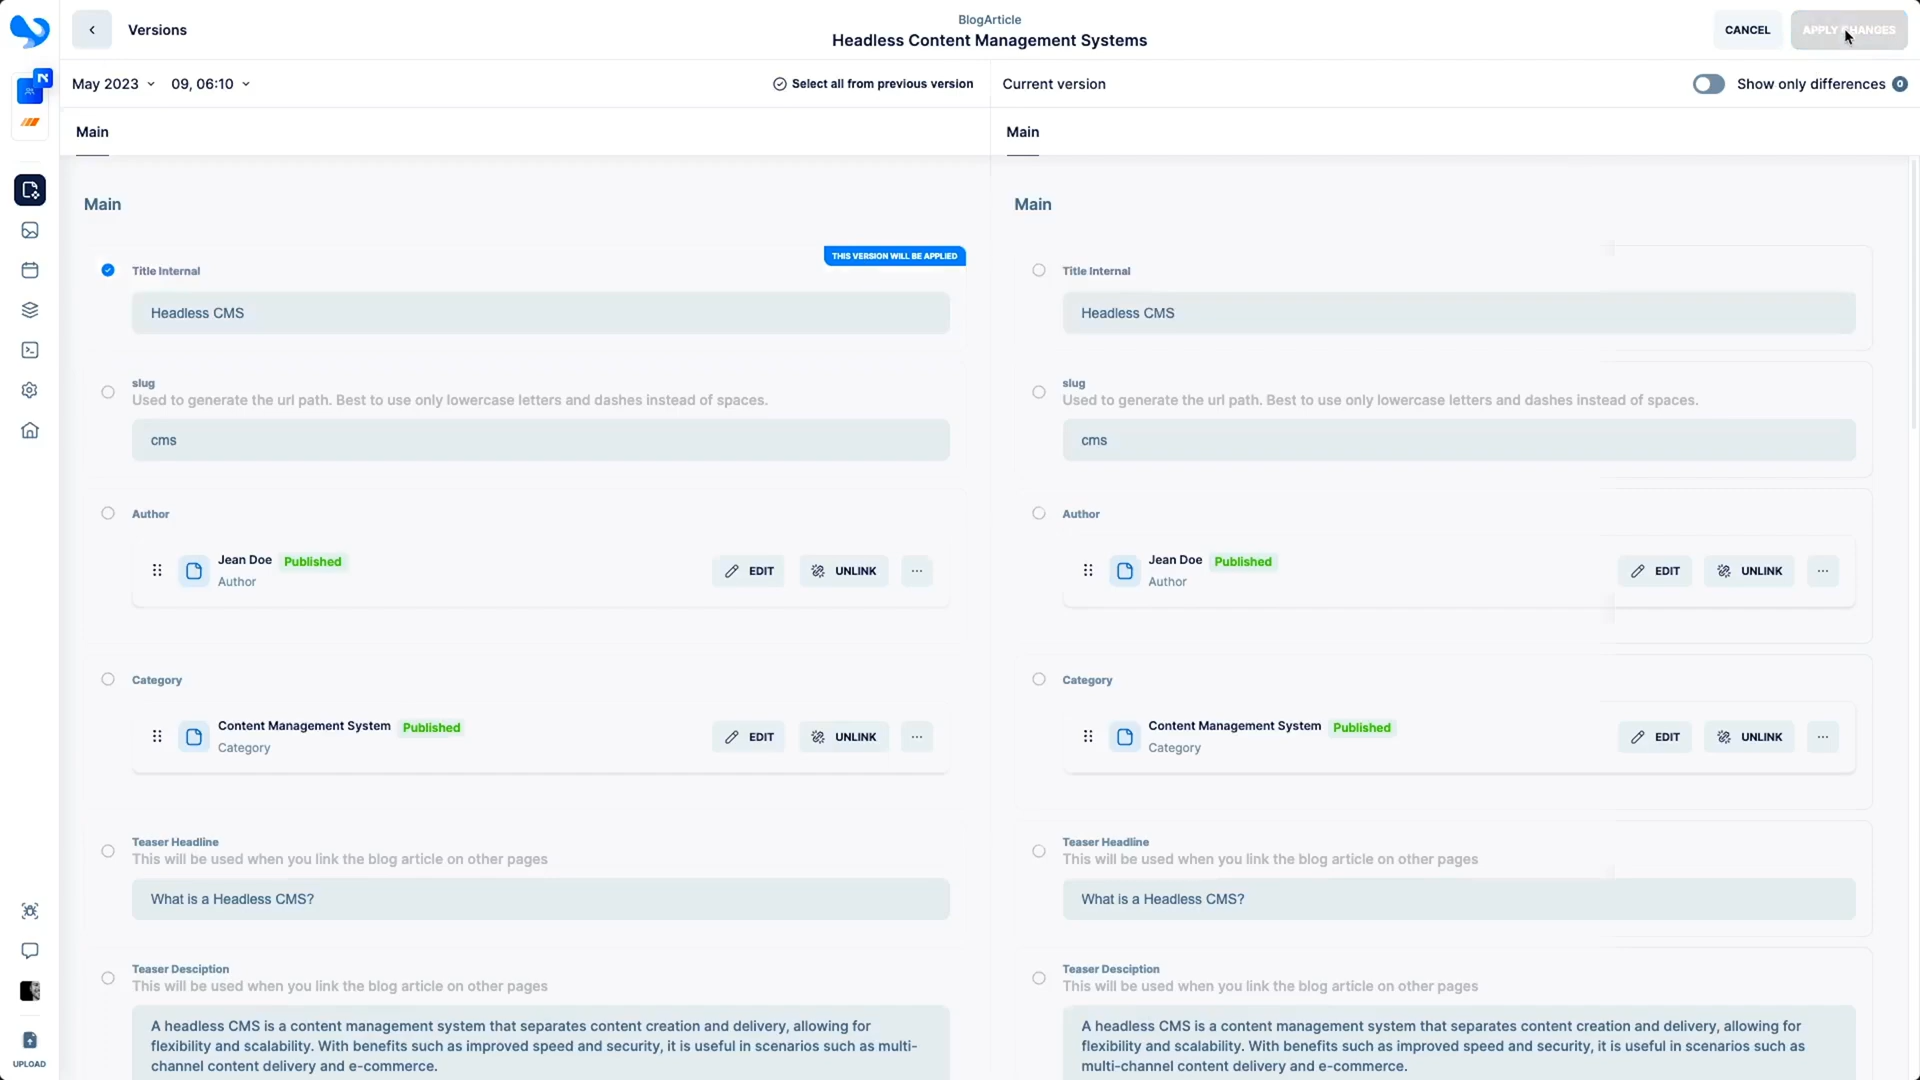 Versions
BlogArticle
Headless Content Management Systems
CANCEL
APPLY CHANGES
May 2023
09, 06:10
Select all from previous version
Current version
Show only differences 0
Main
Main
Main
Main
THIS VERSION WILL BE APPLIED
Title Internal
Headless CMS
Title Internal
Headless CMS
slug
Used to generate the url path. Best to use only lowercase letters and dashes instead of spaces.
cms
slug
Used to generate the url path. Best to use only lowercase letters and dashes instead of spaces.
cms
Author
Jean Doe Published
Author
EDIT
UNLINK
Author
Jean Doe Published
Author
EDIT
UNLINK
Category
Content Management System Published
Category
EDIT
UNLINK
Category
Content Management System Published
Category
EDIT
UNLINK
Teaser Headline
This will be used when you link the blog article on other pages
What is a Headless CMS?
Teaser Headline
This will be used when you link the blog article on other pages
What is a Headless CMS?
Teaser Desciption
This will be used when you link the blog article on other pages
A headless CMS is a content management system that separates content creation and delivery, allowing for
flexibility and scalability. With benefits such as improved speed and security, it is useful in scenarios such as multi-
channel content delivery and e-commerce.
Teaser Desciption
This will be used when you link the blog article on other pages
A headless CMS is a content management system that separates content creation and delivery, allowing for
flexibility and scalability. With benefits such as improved speed and security, it is useful in scenarios such as
multi-channel content delivery and e-commerce.
UPLOAD